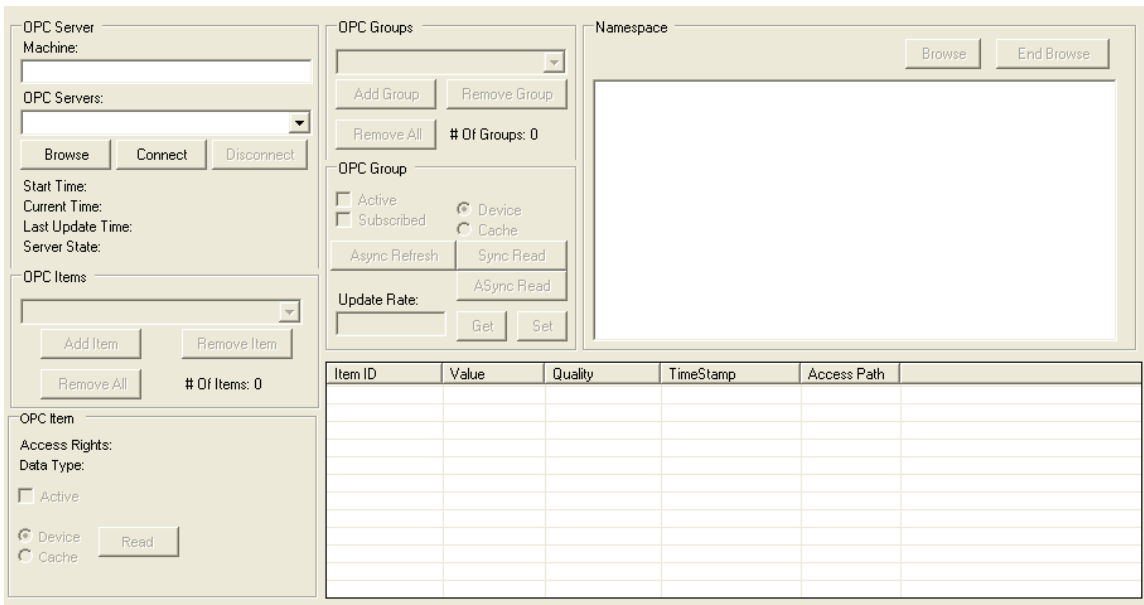 OPC Server
Machine:
OPC Servers:
Browse Connect Disconnect
Start Time:
Current Time:
Last Update Time:
Server State:
OPC Items
Add Item Remove Item
Remove All # Of Items: 0
OPC Item
Access Rights:
Data Type:
Active
Device
Cache
Read
OPC Groups
Add Group Remove Group
Remove All # Of Groups: 0
OPC Group
Active
Subscribed
Device
Cache
Async Refresh Sync Read
ASync Read
Update Rate:
Get Set
Namespace
Browse End Browse
Item ID Value Quality TimeStamp Access Path